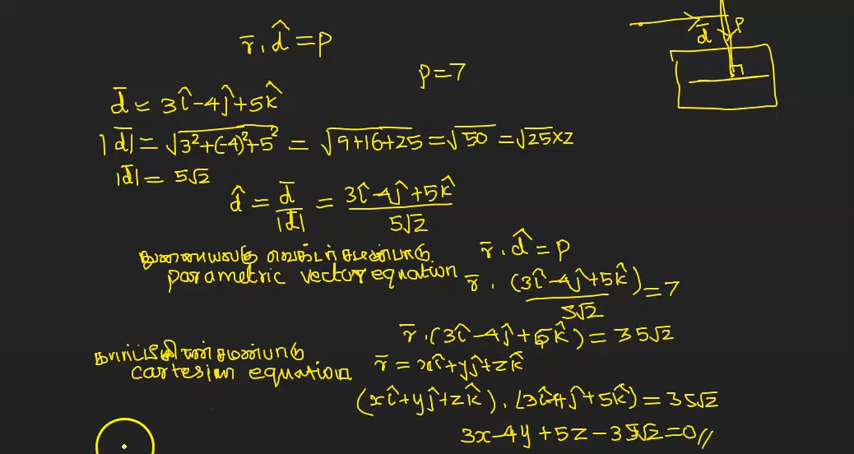 r̄ . d̂ = p
p = 7
d̄
p
d̄ = 3î - 4ĵ + 5k̂
|d̄| = √3² + (-4)² + 5² = √9+16+25 = √50 = √25×2
|d̄| = 5√2
d̂ = d̄/|d̄| = 3î - 4ĵ + 5k̂ / 5√2
r̄ . d̂ = p
parametric vector equation
r̄ . (3î - 4ĵ + 5k̂)/5√2 = 7
r̄ . (3î - 4ĵ + 5k̂) = 35√2
cartesian equation
r̄ = xî + yĵ + zk̂
(xî + yĵ + zk̂) . (3î - 4ĵ + 5k̂) = 35√2
3x - 4y + 5z - 35√2 = 0 //